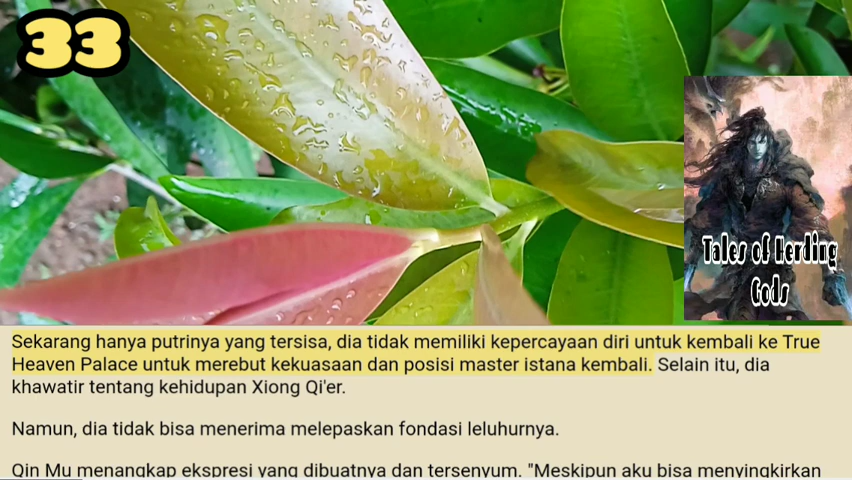 33
Tales of Herding
Gods
Sekarang hanya putrinya yang tersisa, dia tidak memiliki kepercayaan diri untuk kembali ke True
Heaven Palace untuk merebut kekuasaan dan posisi master istana kembali. Selain itu, dia
khawatir tentang kehidupan Xiong Qi'er.
Namun, dia tidak bisa menerima melepaskan fondasi leluhurnya.
Qin Mu menangkap ekspresi yang dibuatnya dan tersenyum. "Meskipun aku bisa menyingkirkan